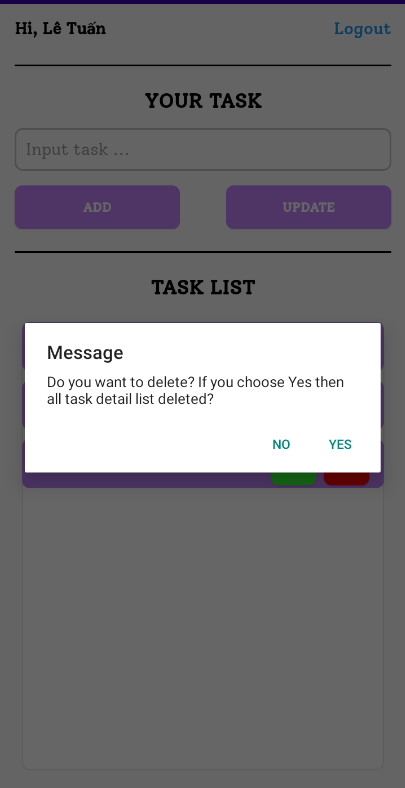 Hi, Lê Tuấn
Logout
YOUR TASK
Input task ...
ADD
UPDATE
TASK LIST
Message
Do you want to delete? If you choose Yes then
all task detail list deleted?
NO
YES